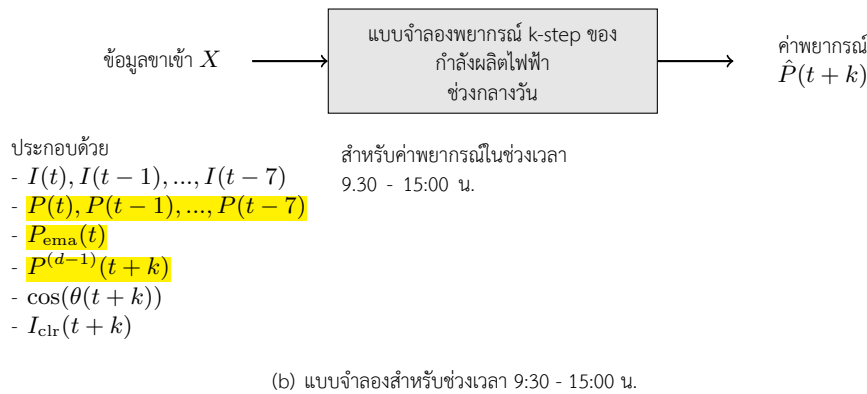 ข้อมูลขาเข้า X
แบบจำลองพยากรณ์ k-step ของ
กำลังผลิตไฟฟ้า
ช่วงกลางวัน
ค่าพยากรณ์
P̂(t + k)
ประกอบด้วย
- I(t), I(t − 1), ..., I(t − 7)
- P(t), P(t − 1), ..., P(t − 7)
- P_ema(t)
- P^(d−1)(t + k)
- cos(θ(t + k))
- I_clr(t + k)
สำหรับค่าพยากรณ์ในช่วงเวลา
9.30 - 15:00 น.
(b) แบบจำลองสำหรับช่วงเวลา 9:30 - 15:00 น.